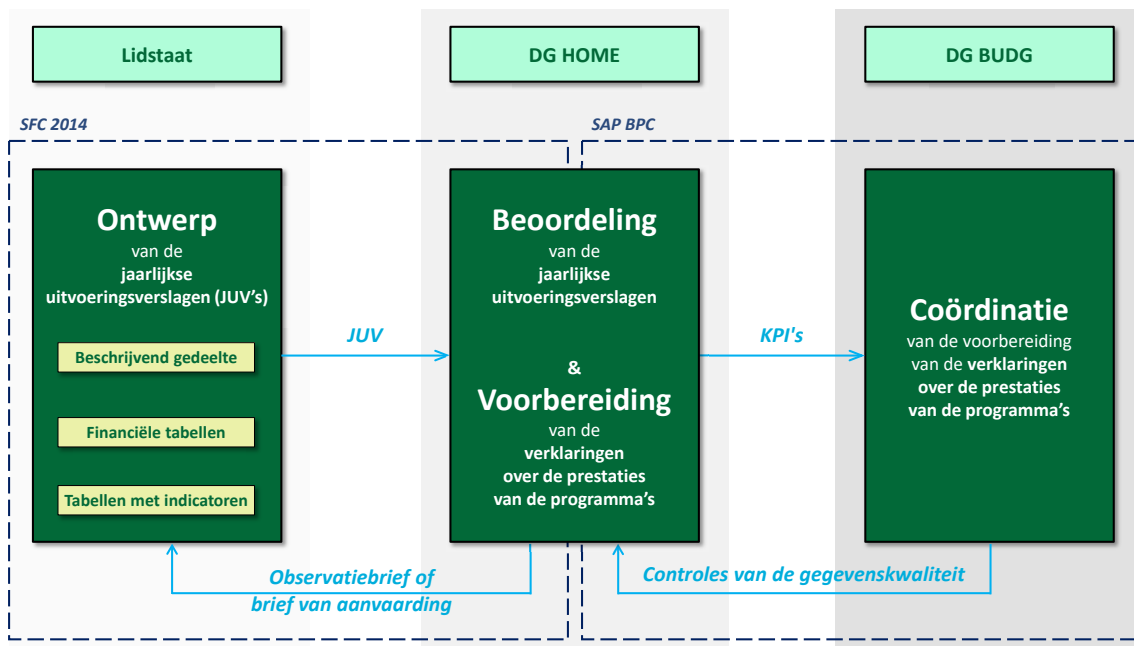 Lidstaat
DG HOME
DG BUDG
SFC 2014
SAP BPC
Ontwerp
van de
jaarlijkse
uitvoeringsverslagen (JUV’s)
Beschrijvend gedeelte
Financiële tabellen
Tabellen met indicatoren
JUV
Beoordeling
van de
jaarlijkse
uitvoeringsverslagen
&
Voorbereiding
van de
verklaringen
over de prestaties
van de programma’s
KPI's
Coördinatie
van de voorbereiding
van de verklaringen
over de prestaties
van de programma’s
Observatiebrief of
brief van aanvaarding
Controles van de gegevenskwaliteit